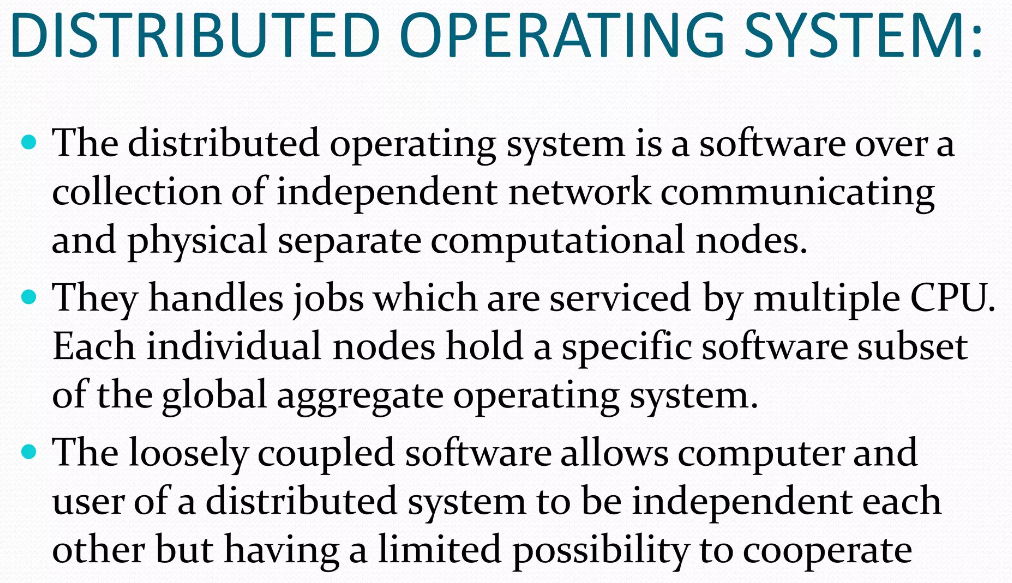 DISTRIBUTED OPERATING SYSTEM:
• The distributed operating system is a software over a
collection of independent network communicating
and physical separate computational nodes.
• They handles jobs which are serviced by multiple CPU.
Each individual nodes hold a specific software subset
of the global aggregate operating system.
• The loosely coupled software allows computer and
user of a distributed system to be independent each
other but having a limited possibility to cooperate